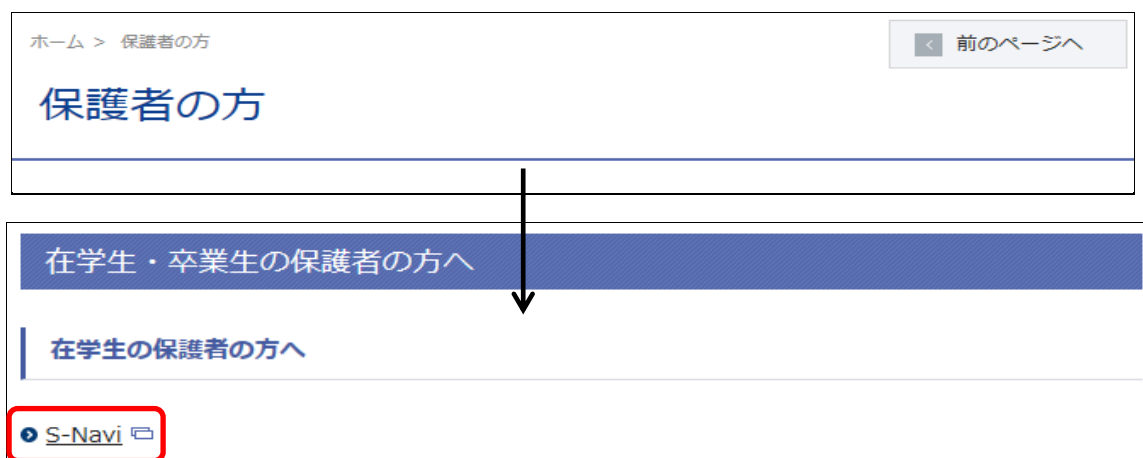 ホーム > 保護者の方
前のページへ
保護者の方
在学生・卒業生の保護者の方へ
在学生の保護者の方へ
S-Navi